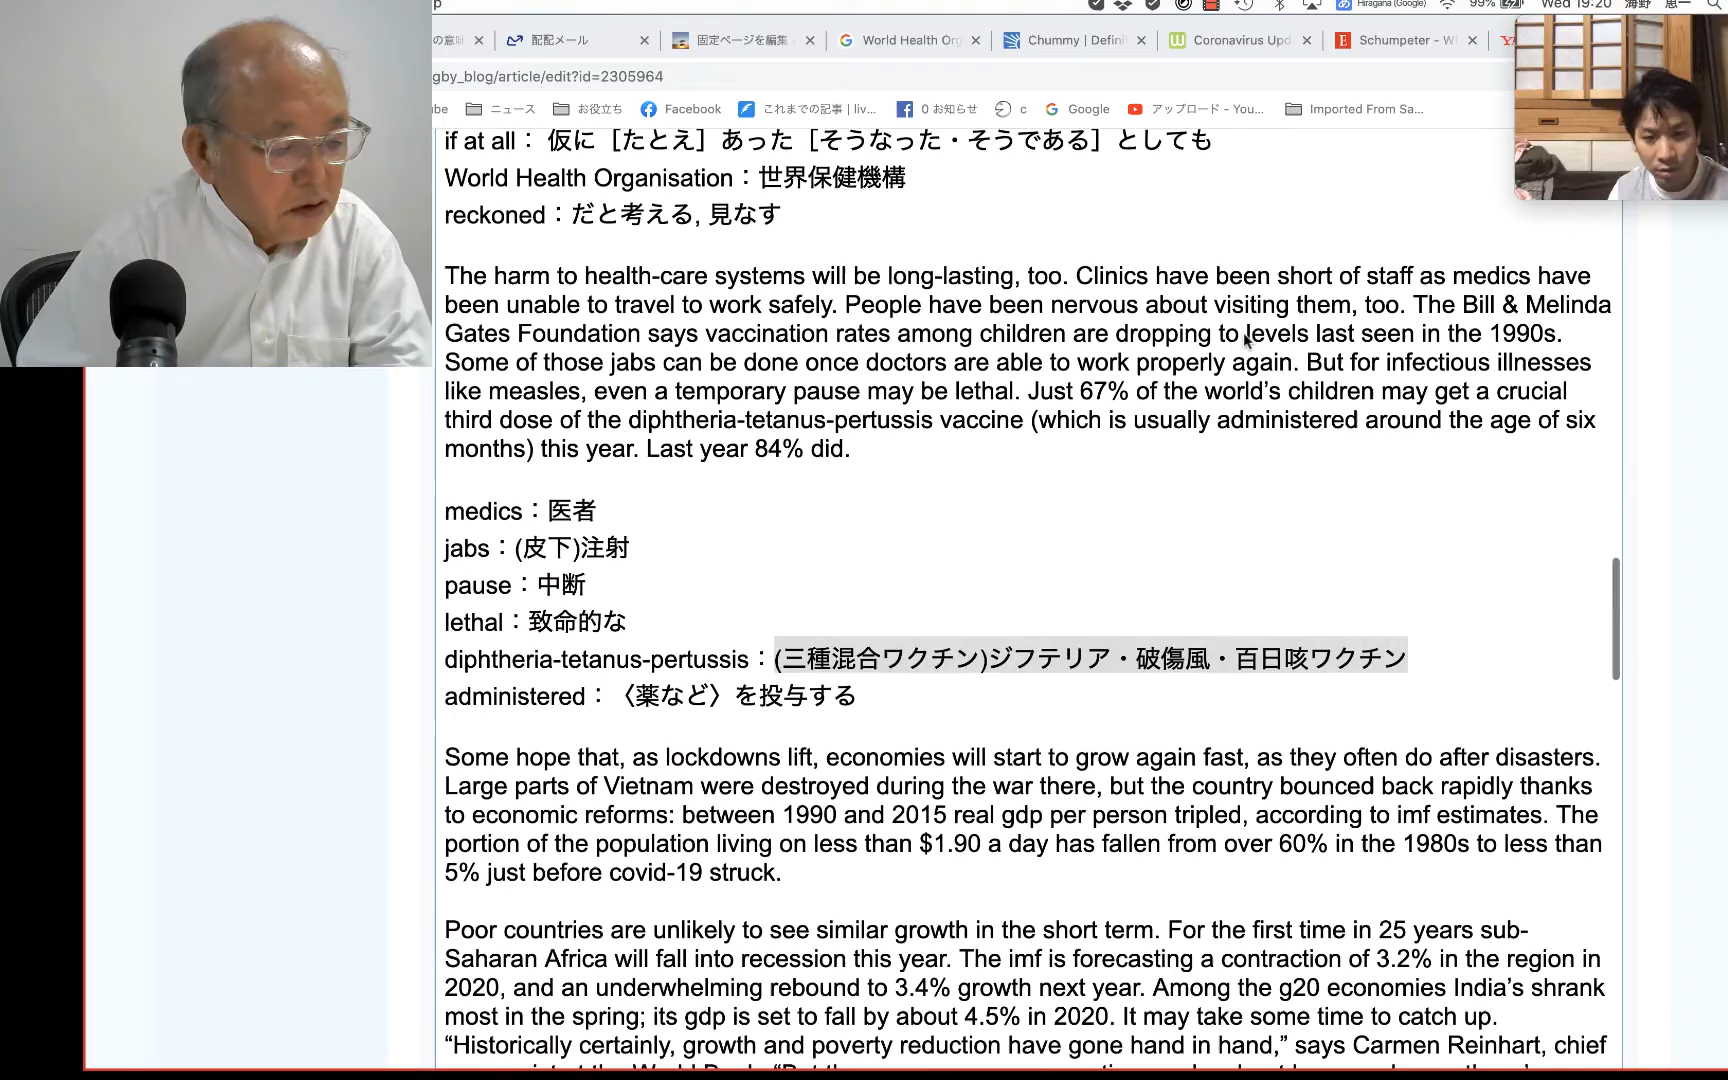 Hiragana (Google) 99% Wed 19:20 海野 恵一
配配メール 固定ページを編集 World Health Org Chummy | Defini Coronavirus Upd Schumpeter - W
gby_blog/article/edit?id=2305964
ニュース お役立ち Facebook これまでの記事 | liv... 0 お知らせ c Google アップロード - You... Imported From Sa...
if at all： 仮に［たとえ］あった［そうなった・そうである］としても
World Health Organisation：世界保健機構
reckoned：だと考える, 見なす
The harm to health-care systems will be long-lasting, too. Clinics have been short of staff as medics have
been unable to travel to work safely. People have been nervous about visiting them, too. The Bill & Melinda
Gates Foundation says vaccination rates among children are dropping to levels last seen in the 1990s.
Some of those jabs can be done once doctors are able to work properly again. But for infectious illnesses
like measles, even a temporary pause may be lethal. Just 67% of the world’s children may get a crucial
third dose of the diphtheria-tetanus-pertussis vaccine (which is usually administered around the age of six
months) this year. Last year 84% did.
medics：医者
jabs：(皮下)注射
pause：中断
lethal：致命的な
diphtheria-tetanus-pertussis：(三種混合ワクチン)ジフテリア・破傷風・百日咳ワクチン
administered：〈薬など〉を投与する
Some hope that, as lockdowns lift, economies will start to grow again fast, as they often do after disasters.
Large parts of Vietnam were destroyed during the war there, but the country bounced back rapidly thanks
to economic reforms: between 1990 and 2015 real gdp per person tripled, according to imf estimates. The
portion of the population living on less than $1.90 a day has fallen from over 60% in the 1980s to less than
5% just before covid-19 struck.
Poor countries are unlikely to see similar growth in the short term. For the first time in 25 years sub-
Saharan Africa will fall into recession this year. The imf is forecasting a contraction of 3.2% in the region in
2020, and an underwhelming rebound to 3.4% growth next year. Among the g20 economies India’s shrank
most in the spring; its gdp is set to fall by about 4.5% in 2020. It may take some time to catch up.
“Historically certainly, growth and poverty reduction have gone hand in hand,” says Carmen Reinhart, chief